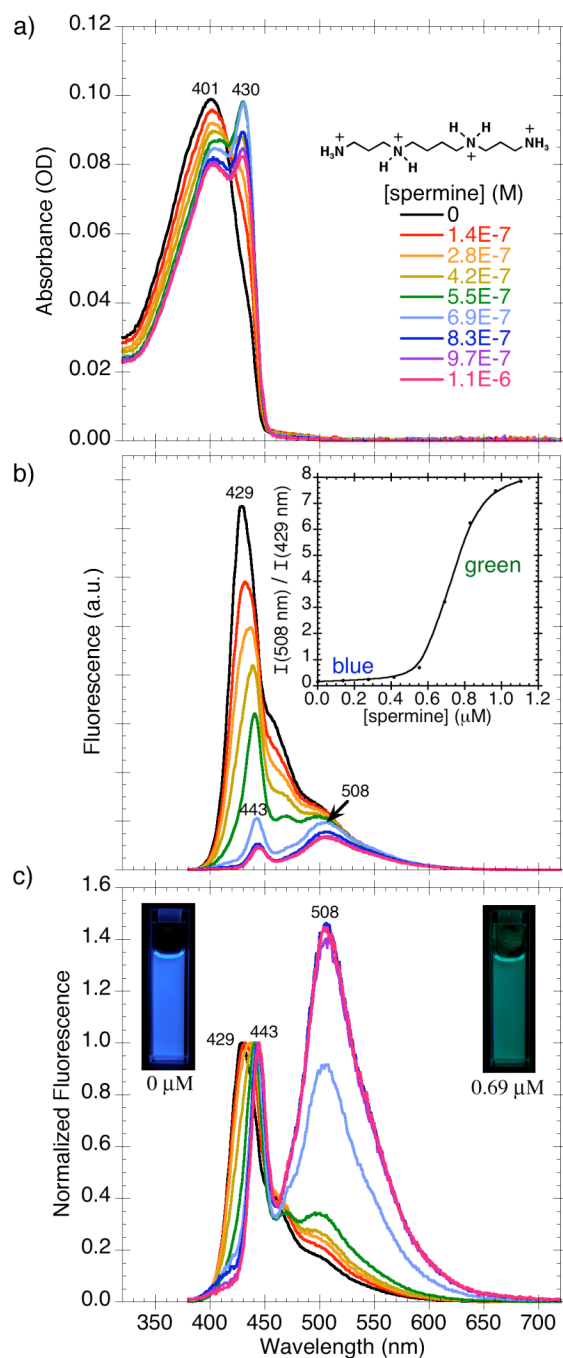 a)
0.12
0.10
0.08
0.06
0.04
0.02
0.00
Absorbance (OD)
401
430
H H
+ + + +
H₃N N N NH₃
H H
[spermine] (M)
0
1.4E-7
2.8E-7
4.2E-7
5.5E-7
6.9E-7
8.3E-7
9.7E-7
1.1E-6
b)
Fluorescence (a.u.)
429
443
508
I(508 nm) / I(429 nm)
8
7
6
5
4
3
2
1
0
green
blue
0.0 0.2 0.4 0.6 0.8 1.0 1.2
[spermine] (μM)
c)
1.6
1.4
1.2
1.0
0.8
0.6
0.4
0.2
0.0
Normalized Fluorescence
508
429
443
0 μM
0.69 μM
350 400 450 500 550 600 650 700
Wavelength (nm)